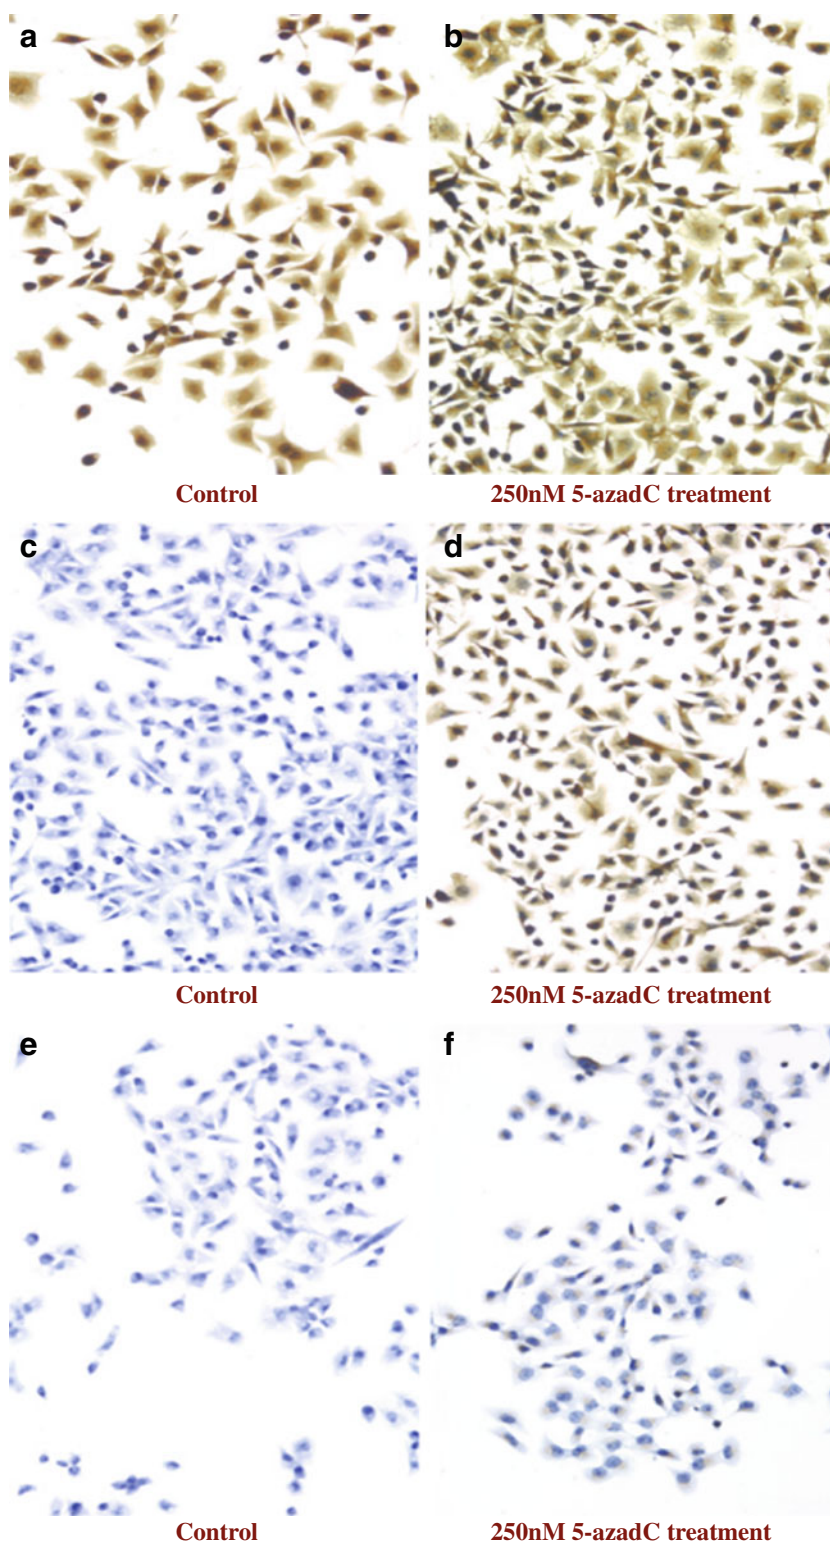 a b
Control 250nM 5-azadC treatment
c d
Control 250nM 5-azadC treatment
e f
Control 250nM 5-azadC treatment